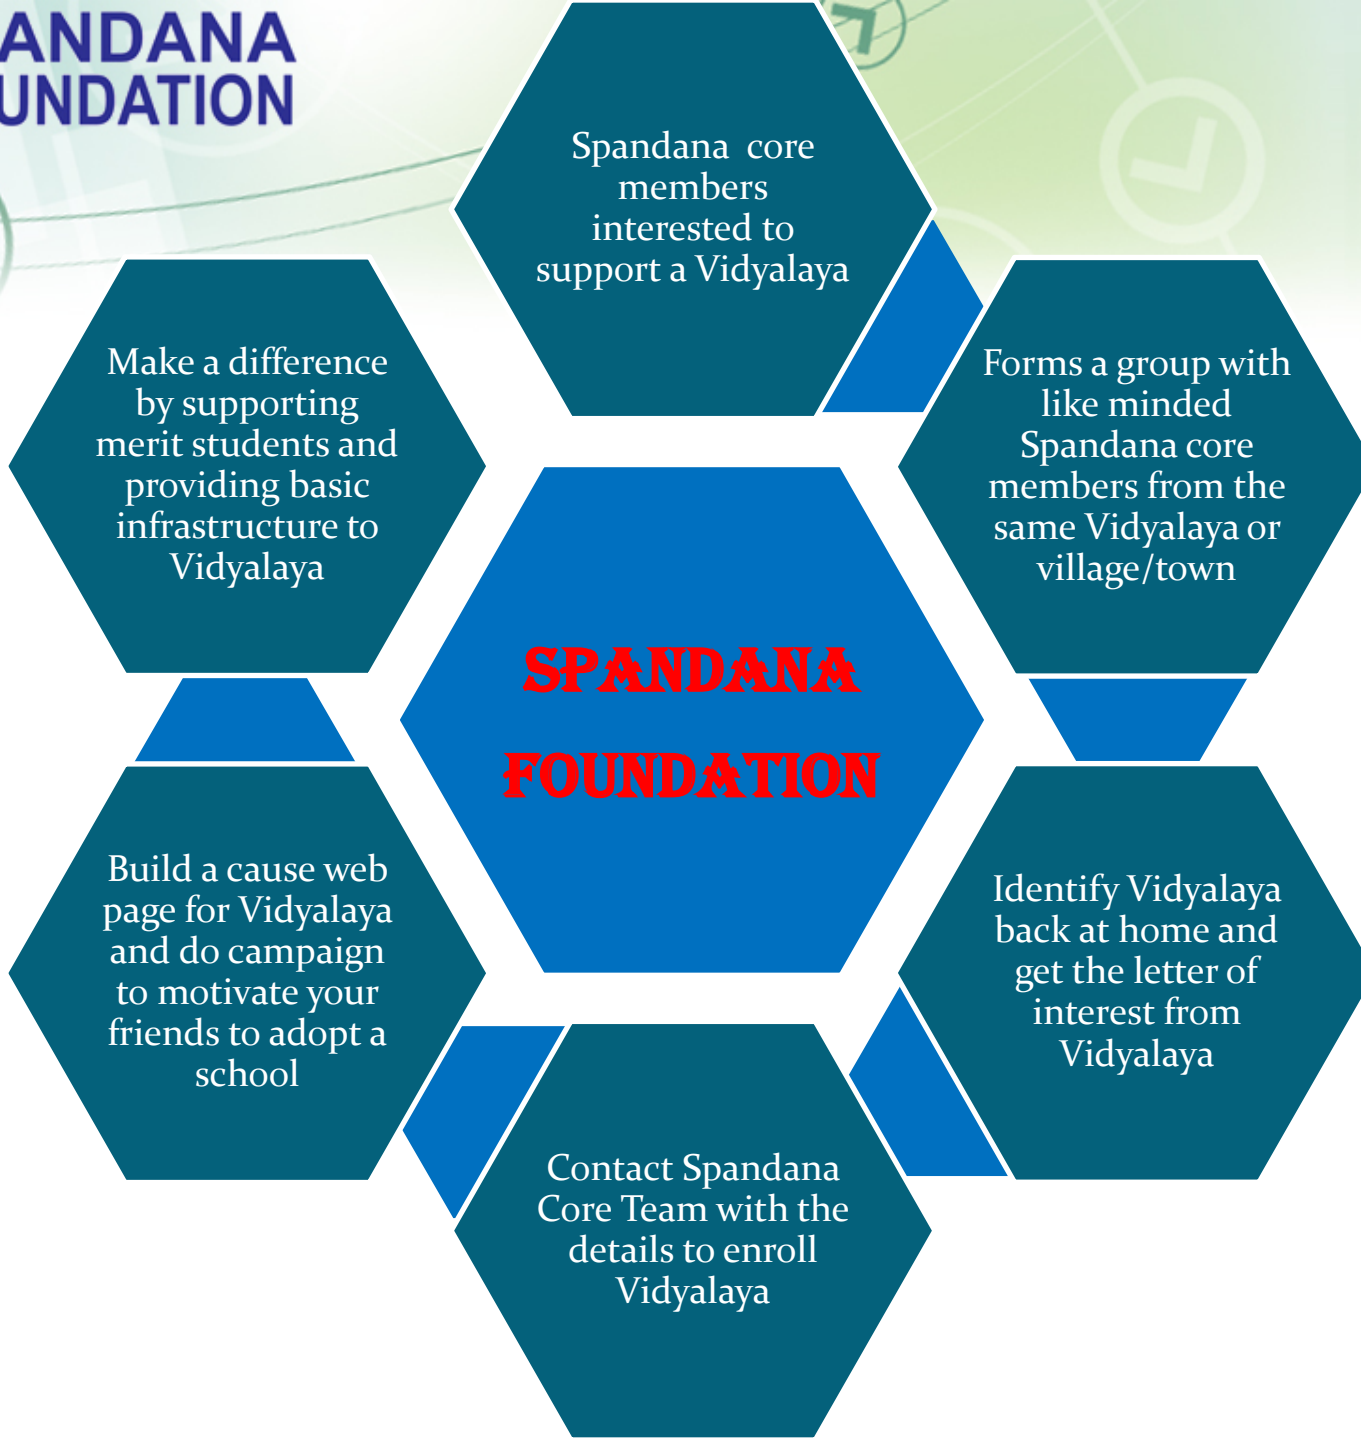 ANDANA
UNDATION
Spandana core
members
interested to
support a Vidyalaya
Forms a group with
like minded
Spandana core
members from the
same Vidyalaya or
village/town
Identify Vidyalaya
back at home and
get the letter of
interest from
Vidyalaya
Contact Spandana
Core Team with the
details to enroll
Vidyalaya
Build a cause web
page for Vidyalaya
and do campaign
to motivate your
friends to adopt a
school
Make a difference
by supporting
merit students and
providing basic
infrastructure to
Vidyalaya
SPANDANA
FOUNDATION